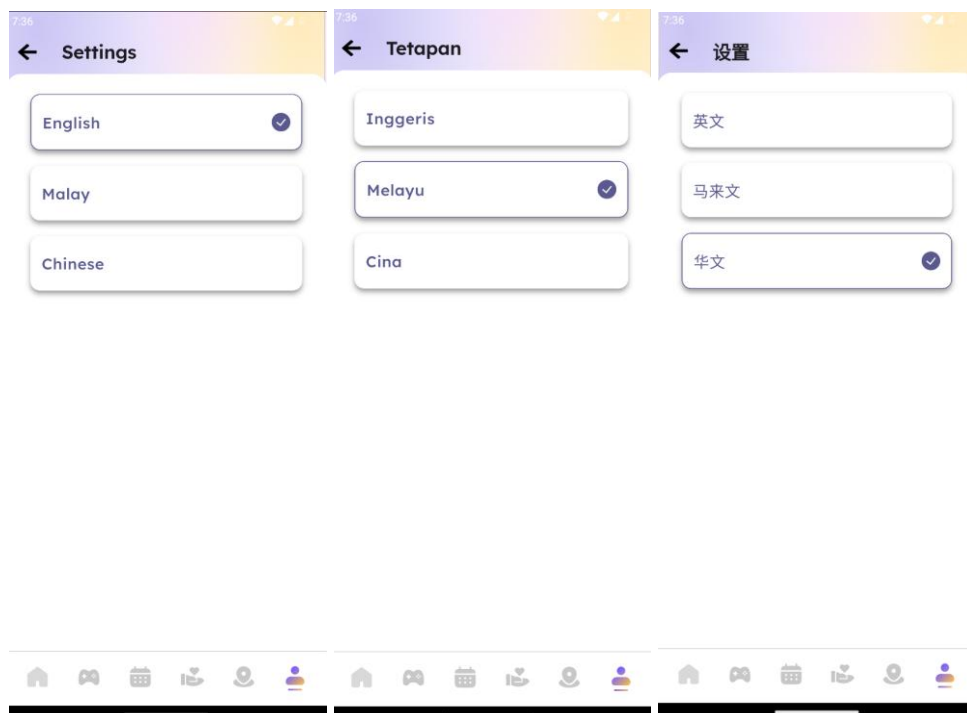 7:36
Settings
English
Malay
Chinese
7:36
Tetapan
Inggeris
Melayu
Cina
7:36
设置
英文
马来文
华文